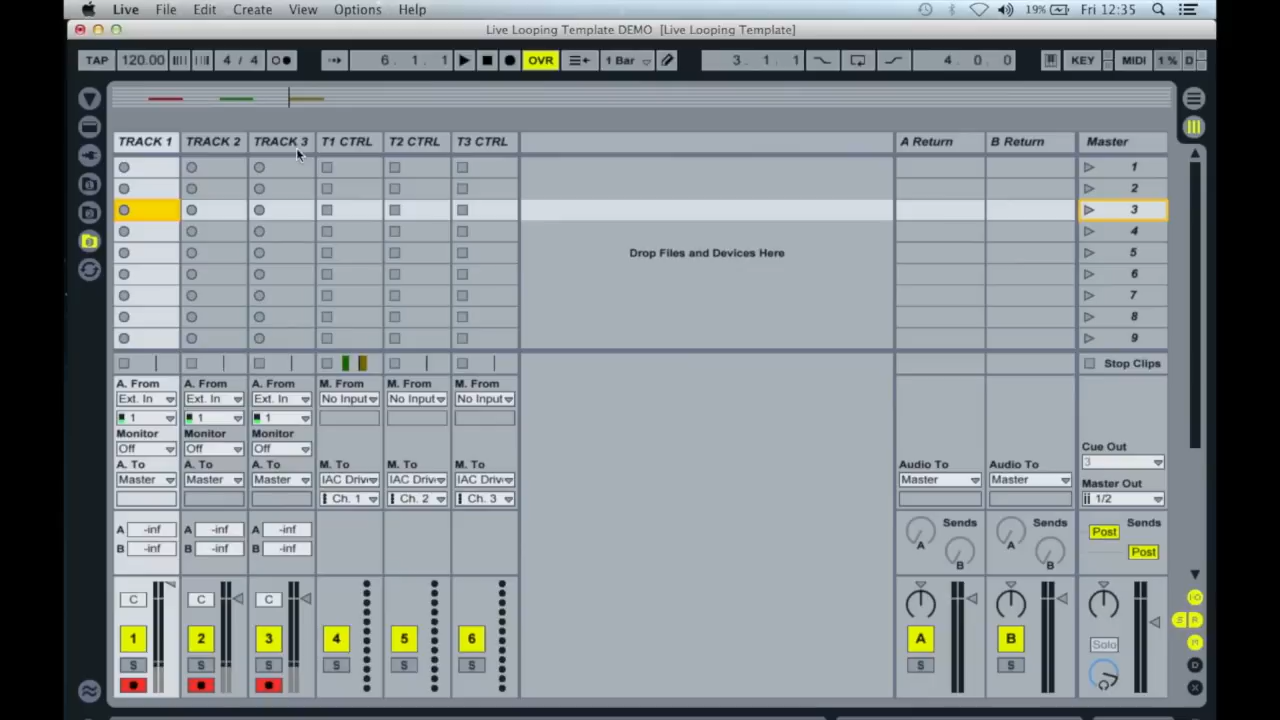 Live File Edit Create View Options Help 19% Fri 12:35
Live Looping Template DEMO [Live Looping Template]
TAP 120.00 4 / 4 6. 1. 1 OVR 1 Bar 3. 1. 1 4. 0. 0 KEY MIDI 1 % D
TRACK 1 TRACK 2 TRACK 3 T1 CTRL T2 CTRL T3 CTRL A Return B Return Master
1
2
3
4
Drop Files and Devices Here 5
6
7
8
9
Stop Clips
A. From A. From A. From M. From M. From M. From
Ext. In Ext. In Ext. In No Input No Input No Input
1 1 1
Monitor Monitor Monitor
Off Off Off Cue Out
3
A. To A. To A. To M. To M. To M. To Audio To Audio To
Master Master Master IAC Driv IAC Driv IAC Driv Master Master Master Out
Ch. 1 Ch. 2 Ch. 3 1/2
A -inf A -inf A -inf Sends Sends Post Sends
B -inf B -inf B -inf A B A B Post
C C C
1 2 3 4 5 6 A B Solo
S S S S S S S S
I·O
S R
M
D
X